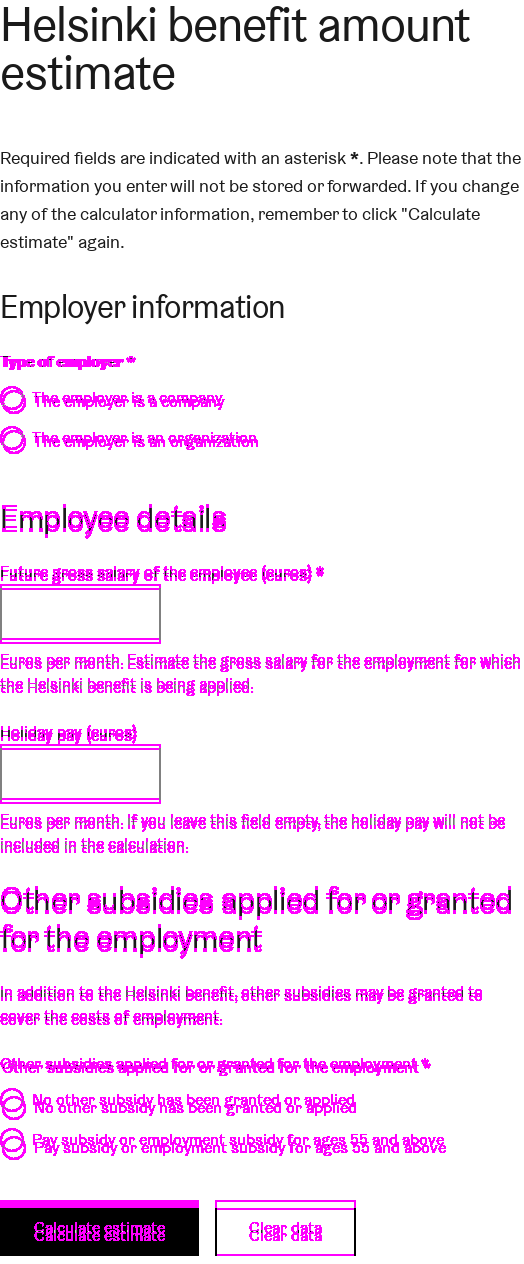 Helsinki benefit amount
estimate
Required fields are indicated with an asterisk *. Please note that the
information you enter will not be stored or forwarded. If you change
any of the calculator information, remember to click "Calculate
estimate" again.
Employer information
Type of employer *
The employer is a company
The employer is an organization
Employee details
Future gross salary of the employee (euros) *
Euros per month. Estimate the gross salary for the employment for which
the Helsinki benefit is being applied.
Holiday pay (euros)
Euros per month. If you leave this field empty, the holiday pay will not be
included in the calculation.
Other subsidies applied for or granted
for the employment
In addition to the Helsinki benefit, other subsidies may be granted to
cover the costs of employment.
Other subsidies applied for or granted for the employment *
No other subsidy has been granted or applied
Pay subsidy or employment subsidy for ages 55 and above
Calculate estimate
Clear data